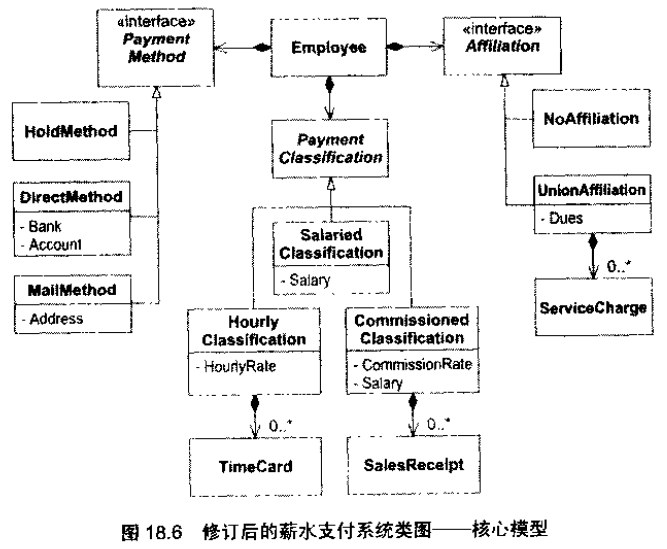 «interface»
Payment
Method
Employee
«interface»
Affiliation
HoldMethod
Payment
Classification
NoAffiliation
DirectMethod
- Bank
- Account
UnionAffiliation
- Dues
Salaried
Classification
- Salary
MailMethod
- Address
0..*
ServiceCharge
Hourly
Classification
- HourlyRate
Commissioned
Classification
- CommissionRate
- Salary
0..*
0..*
TimeCard
SalesReceipt
图 18.6 修订后的薪水支付系统类图——核心模型